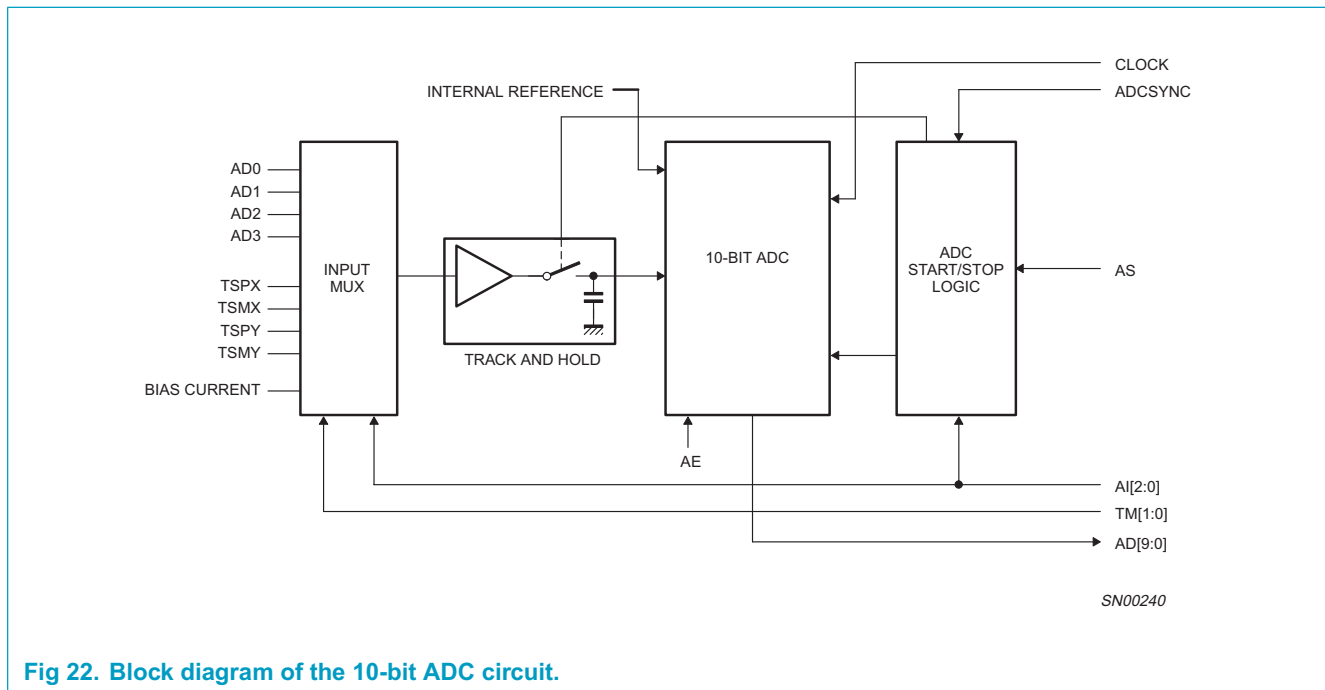 CLOCK
INTERNAL REFERENCE
ADCSYNC
AD0
AD1
AD2
AD3
TSPX
TSMX
TSPY
TSMY
BIAS CURRENT
INPUT
MUX
TRACK AND HOLD
10-BIT ADC
ADC
START/STOP
LOGIC
AS
AE
AI[2:0]
TM[1:0]
AD[9:0]
SN00240
Fig 22. Block diagram of the 10-bit ADC circuit.